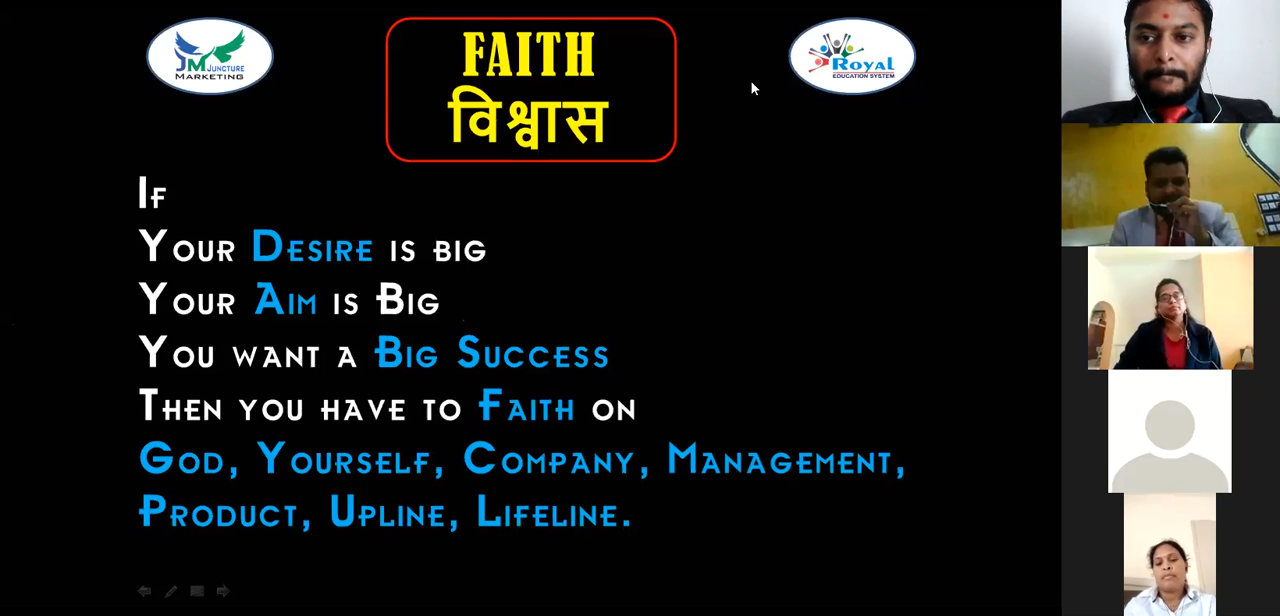 JM JUNCTURE
MARKETING
FAITH
विश्वास
Royal
EDUCATION SYSTEM
IF
YOUR DESIRE IS BIG
YOUR AIM IS BIG
YOU WANT A BIG SUCCESS
THEN YOU HAVE TO FAITH ON
GOD, YOURSELF, COMPANY, MANAGEMENT,
PRODUCT, UPLINE, LIFELINE.